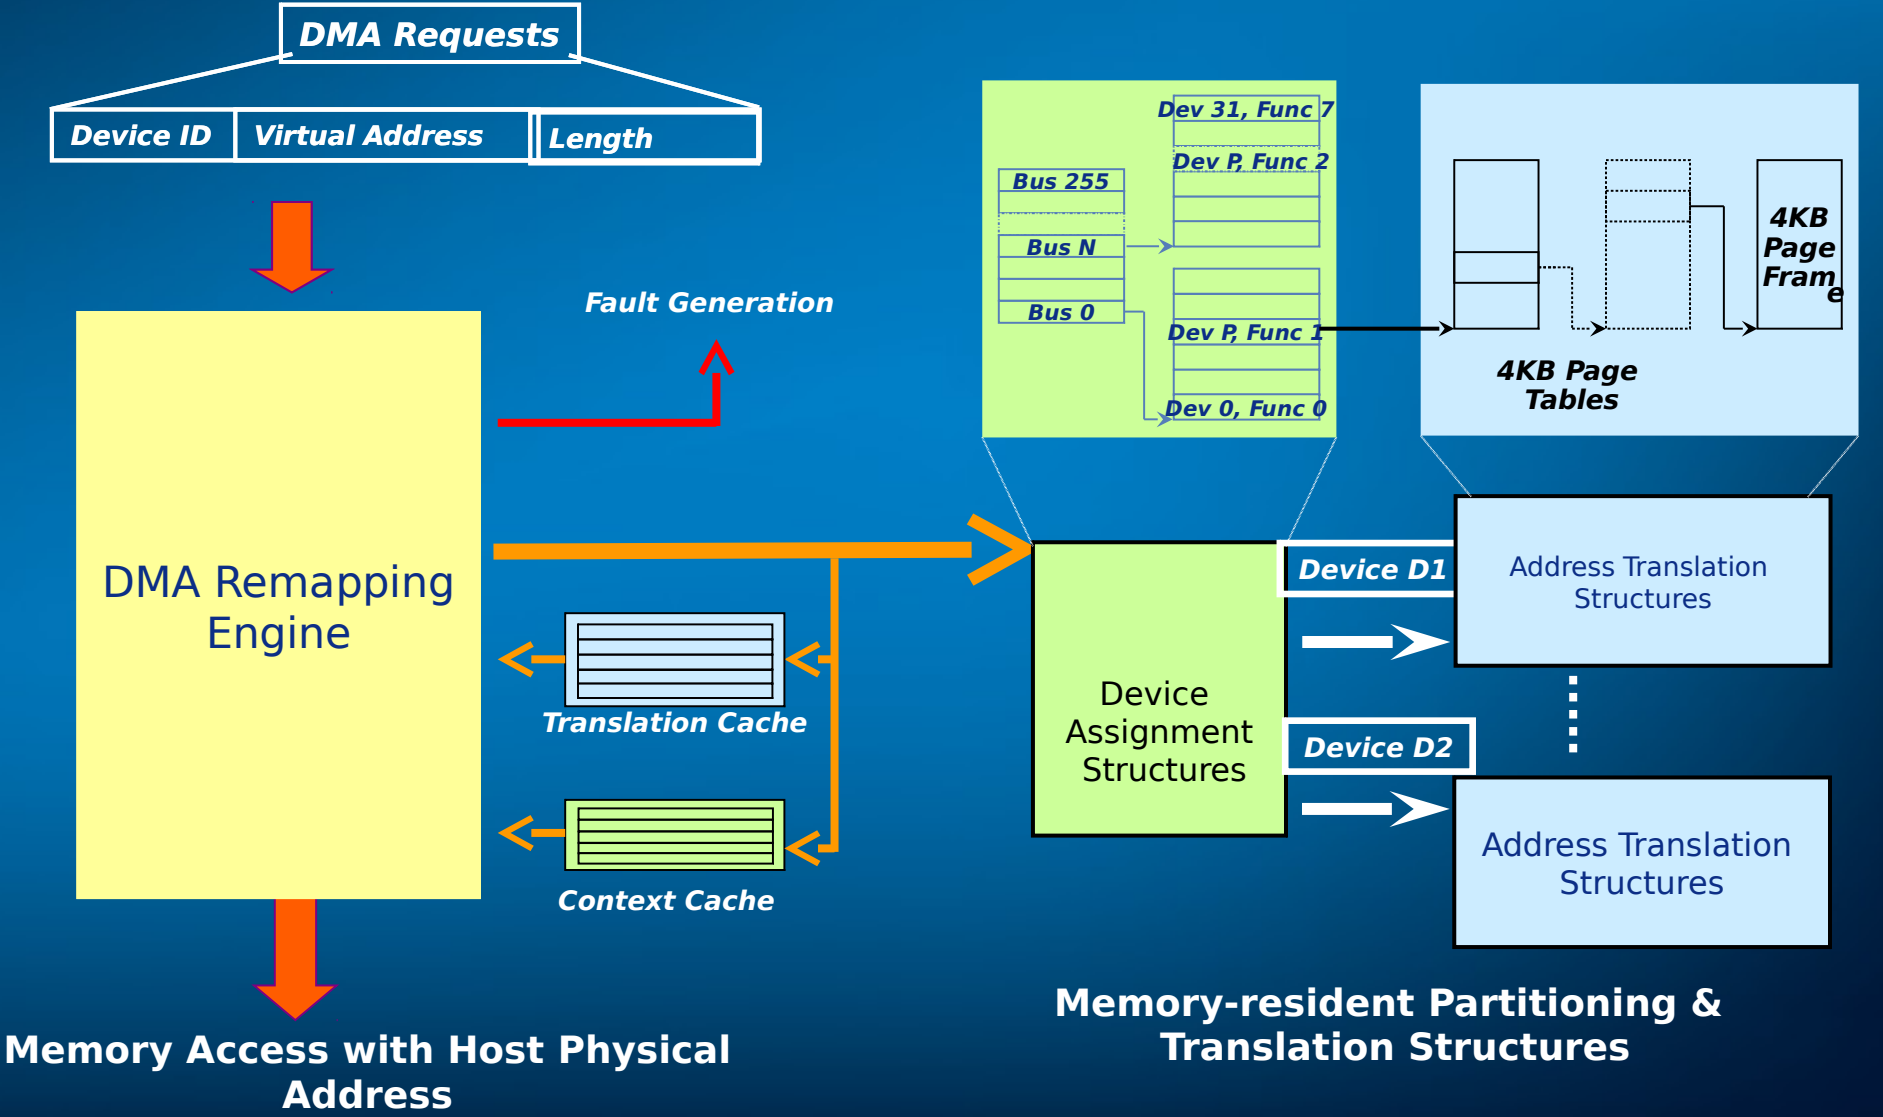 DMA Requests
Device ID
Virtual Address
Length
Fault Generation
DMA Remapping
Engine
Translation Cache
Context Cache
Memory Access with Host Physical
Address
Bus 255
Bus N
Bus 0
Dev 31, Func 7
Dev P, Func 2
Dev P, Func 1
Dev 0, Func 0
4KB
Page
Fram
e
4KB Page
Tables
Device
Assignment
Structures
Device D1
Device D2
Address Translation
Structures
Address Translation
Structures
Memory-resident Partitioning &
Translation Structures